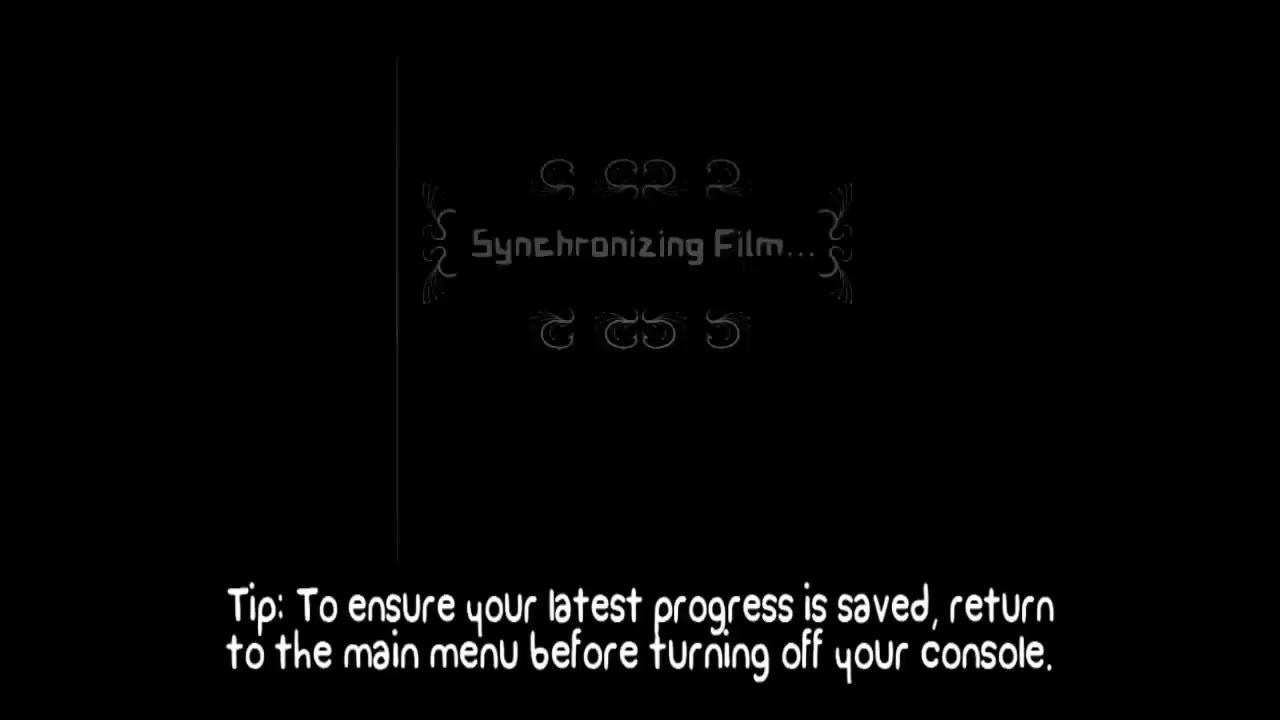 Synchronizing Film...
Tip: To ensure your latest progress is saved, return
to the main menu before turning off your console.